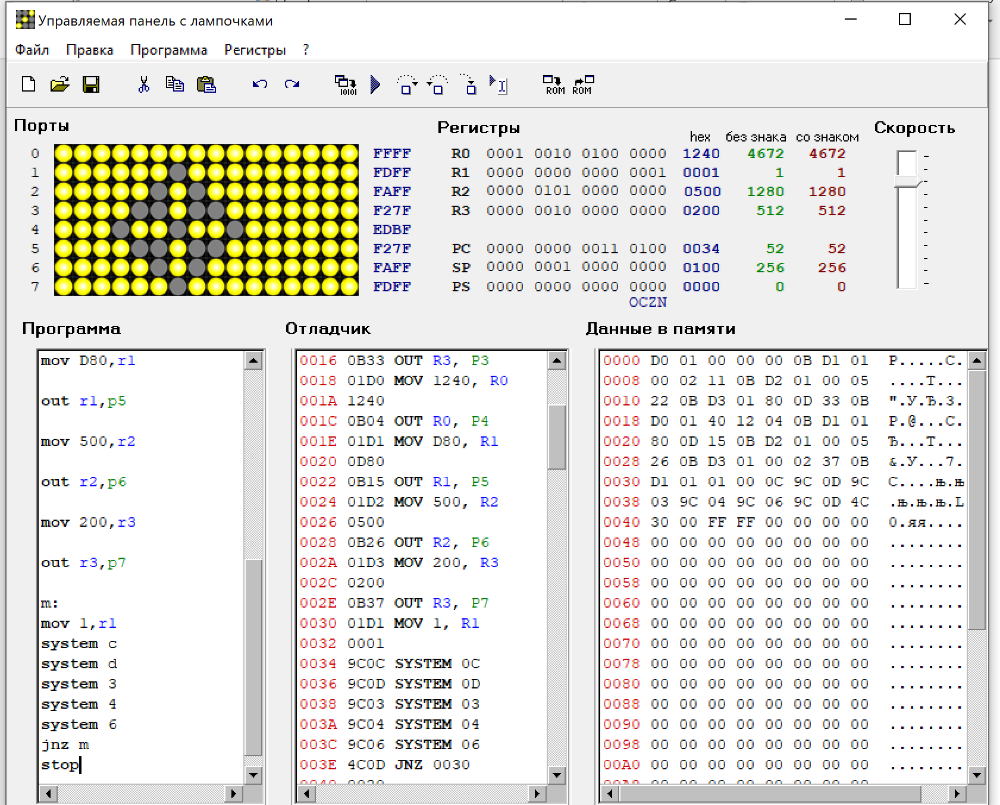 Управляемая панель с лампочками
Файл Правка Программа Регистры ?
10101 ROM ROM
Порты Регистры hex без знака со знаком Скорость
0 FFFF R0 0001 0010 0100 0000 1240 4672 4672
1 FDFF R1 0000 0000 0000 0001 0001 1 1
2 FAFF R2 0000 0101 0000 0000 0500 1280 1280
3 F27F R3 0000 0010 0000 0000 0200 512 512
4 EDBF
5 F27F PC 0000 0000 0011 0100 0034 52 52
6 FAFF SP 0000 0001 0000 0000 0100 256 256
7 FDFF PS 0000 0000 0000 0000 0000 0 0
OCZN
Программа
mov D80,r1
out r1,p5
mov 500,r2
out r2,p6
mov 200,r3
out r3,p7
m:
mov 1,r1
system c
system d
system 3
system 4
system 6
jnz m
stop
Отладчик
0016 0B33 OUT R3, P3
0018 01D0 MOV 1240, R0
001A 1240
001C 0B04 OUT R0, P4
001E 01D1 MOV D80, R1
0020 0D80
0022 0B15 OUT R1, P5
0024 01D2 MOV 500, R2
0026 0500
0028 0B26 OUT R2, P6
002A 01D3 MOV 200, R3
002C 0200
002E 0B37 OUT R3, P7
0030 01D1 MOV 1, R1
0032 0001
0034 9C0C SYSTEM 0C
0036 9C0D SYSTEM 0D
0038 9C03 SYSTEM 03
003A 9C04 SYSTEM 04
003C 9C06 SYSTEM 06
003E 4C0D JNZ 0030
Данные в памяти
0000 D0 01 00 00 00 0B D1 01 Р.....С.
0008 00 02 11 0B D2 01 00 05 ....Т...
0010 22 0B D3 01 80 0D 33 0B ".У.Ђ.3.
0018 D0 01 40 12 04 0B D1 01 Р.@...С.
0020 80 0D 15 0B D2 01 00 05 Ђ...Т...
0028 26 0B D3 01 00 02 37 0B &.У...7.
0030 D1 01 01 00 0C 9C 0D 9C С....њ.њ
0038 03 9C 04 9C 06 9C 0D 4C .њ.њ.њ.L
0040 30 00 FF FF 00 00 00 00 0.яя....
0048 00 00 00 00 00 00 00 00 ........
0050 00 00 00 00 00 00 00 00 ........
0058 00 00 00 00 00 00 00 00 ........
0060 00 00 00 00 00 00 00 00 ........
0068 00 00 00 00 00 00 00 00 ........
0070 00 00 00 00 00 00 00 00 ........
0078 00 00 00 00 00 00 00 00 ........
0080 00 00 00 00 00 00 00 00 ........
0088 00 00 00 00 00 00 00 00 ........
0090 00 00 00 00 00 00 00 00 ........
0098 00 00 00 00 00 00 00 00 ........
00A0 00 00 00 00 00 00 00 00 ........